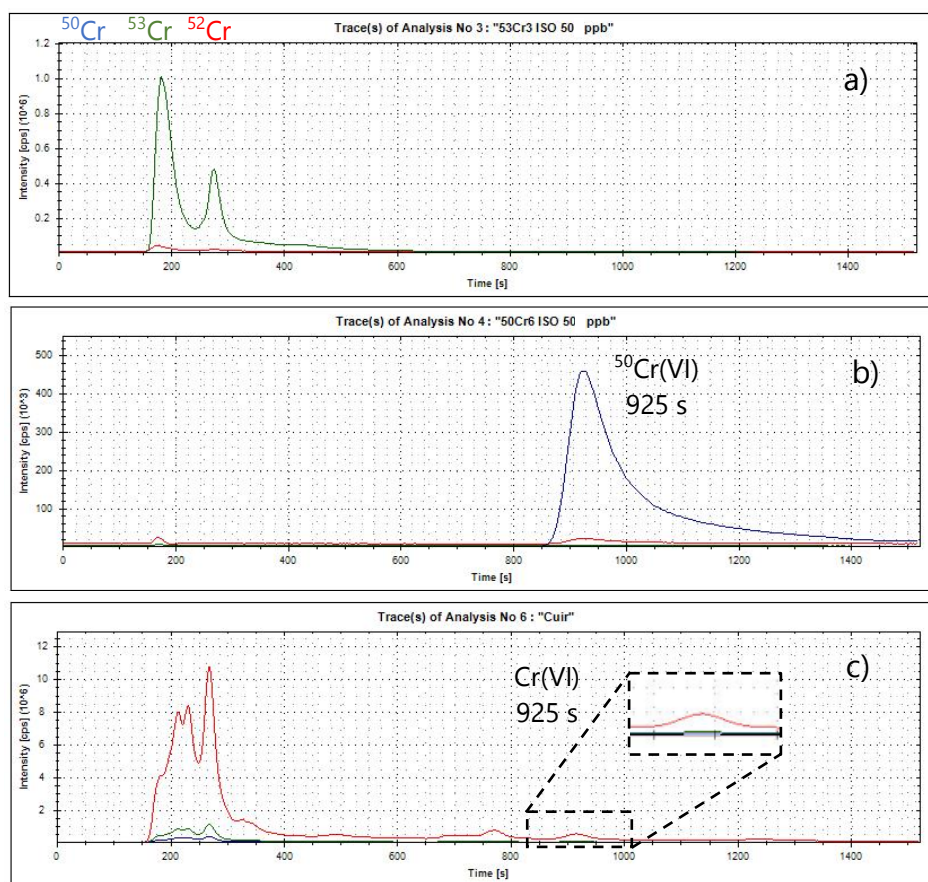 ⁵⁰Cr ⁵³Cr ⁵²Cr
Trace(s) of Analysis No 3 : "53Cr3 ISO 50 ppb"
a)
Intensity [cps] (10^6)
1.2
1.0
0.8
0.6
0.4
0.2
0 200 400 600 800 1000 1200 1400
Time [s]
Trace(s) of Analysis No 4 : "50Cr6 ISO 50 ppb"
b)
⁵⁰Cr(VI)
925 s
Intensity [cps] (10^3)
500
400
300
200
100
0 200 400 600 800 1000 1200 1400
Time [s]
Trace(s) of Analysis No 6 : "Cuir"
c)
Cr(VI)
925 s
Intensity [cps] (10^6)
12
10
8
6
4
2
0 200 400 600 800 1000 1200 1400
Time [s]